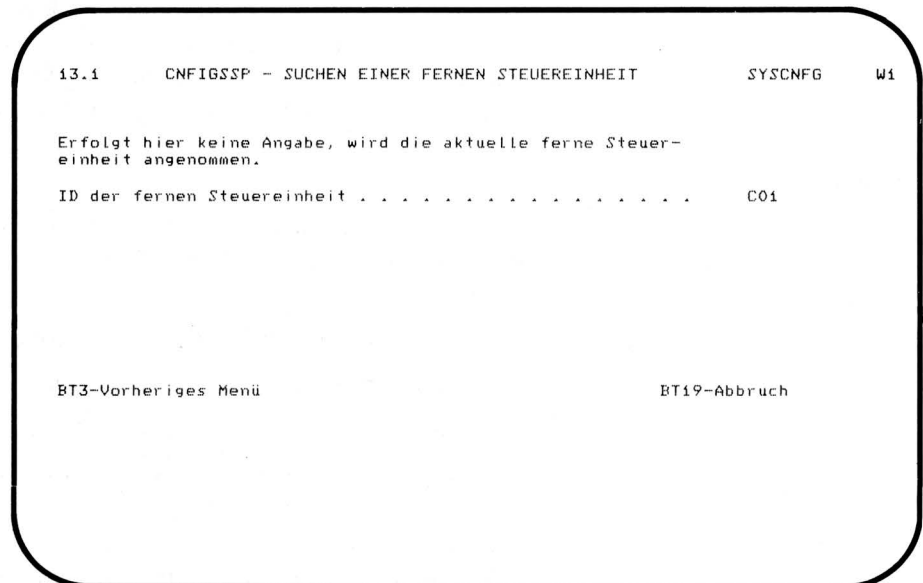 13.1 CNFIGSSP - SUCHEN EINER FERNEN STEUEREINHEIT SYSCNFG W1
Erfolgt hier keine Angabe, wird die aktuelle ferne Steuer-
einheit angenommen.
ID der fernen Steuereinheit . . . . . . . . . . . . . . . . C01
BT3-Vorheriges Menü BT19-Abbruch